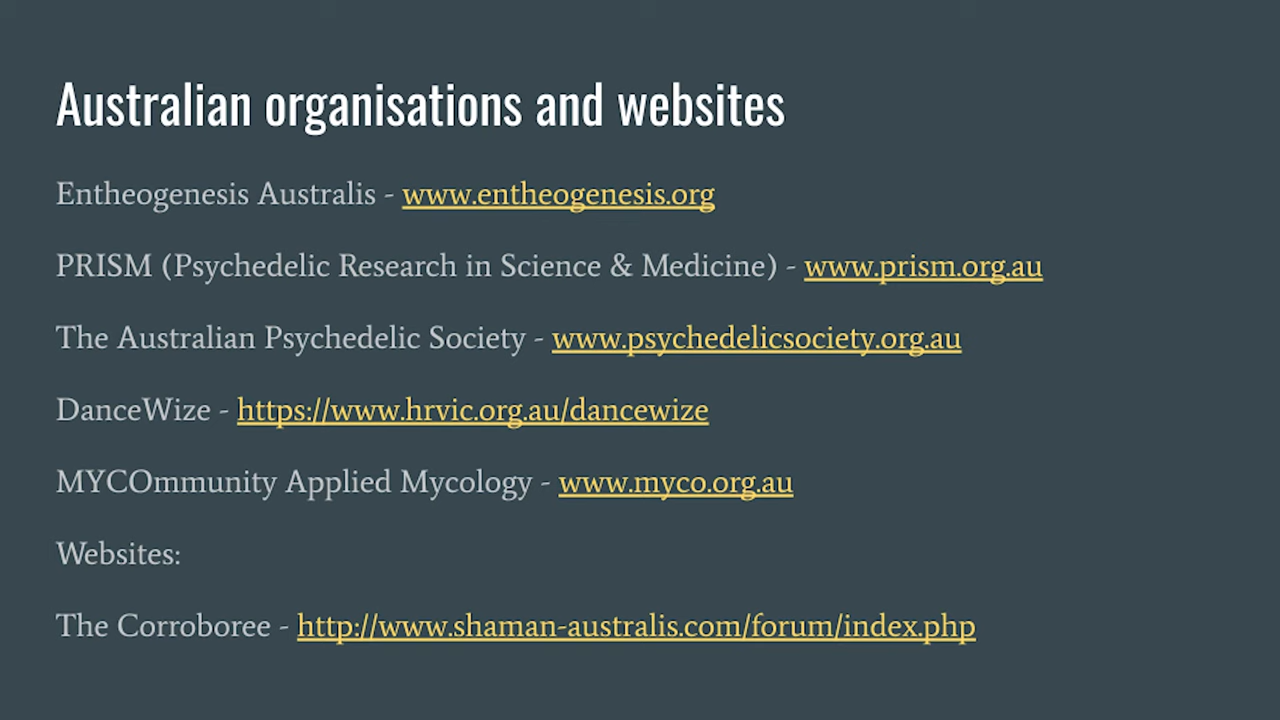 Australian organisations and websites
Entheogenesis Australis - www.entheogenesis.org
PRISM (Psychedelic Research in Science & Medicine) - www.prism.org.au
The Australian Psychedelic Society - www.psychedelicsociety.org.au
DanceWize - https://www.hrvic.org.au/dancewize
MYCOmmunity Applied Mycology - www.myco.org.au
Websites:
The Corroboree - http://www.shaman-australis.com/forum/index.php